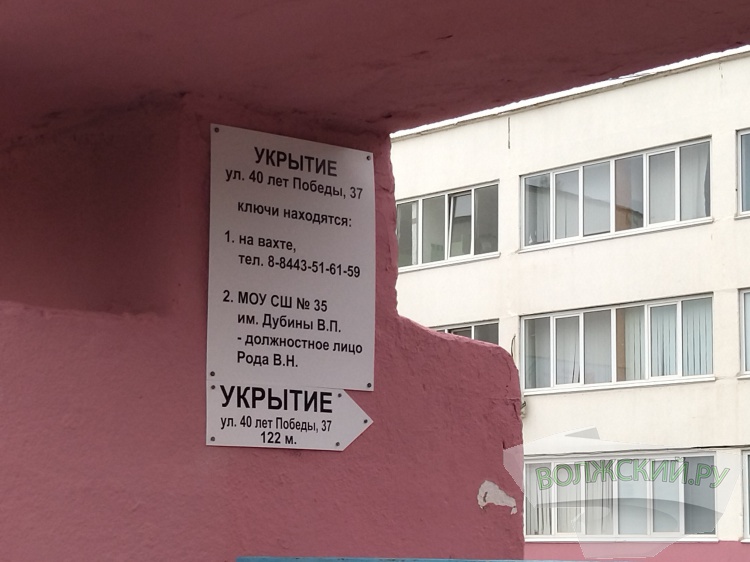 УКРЫТИЕ
ул. 40 лет Победы, 37
ключи находятся:
1. на вахте,
тел. 8-8443-51-61-59
2. МОУ СШ № 35
им. Дубины В.П.
- должностное лицо
Рода В.Н.
УКРЫТИЕ
ул. 40 лет Победы, 37
122 м.
ВОЛЖСКИЙ.РУ